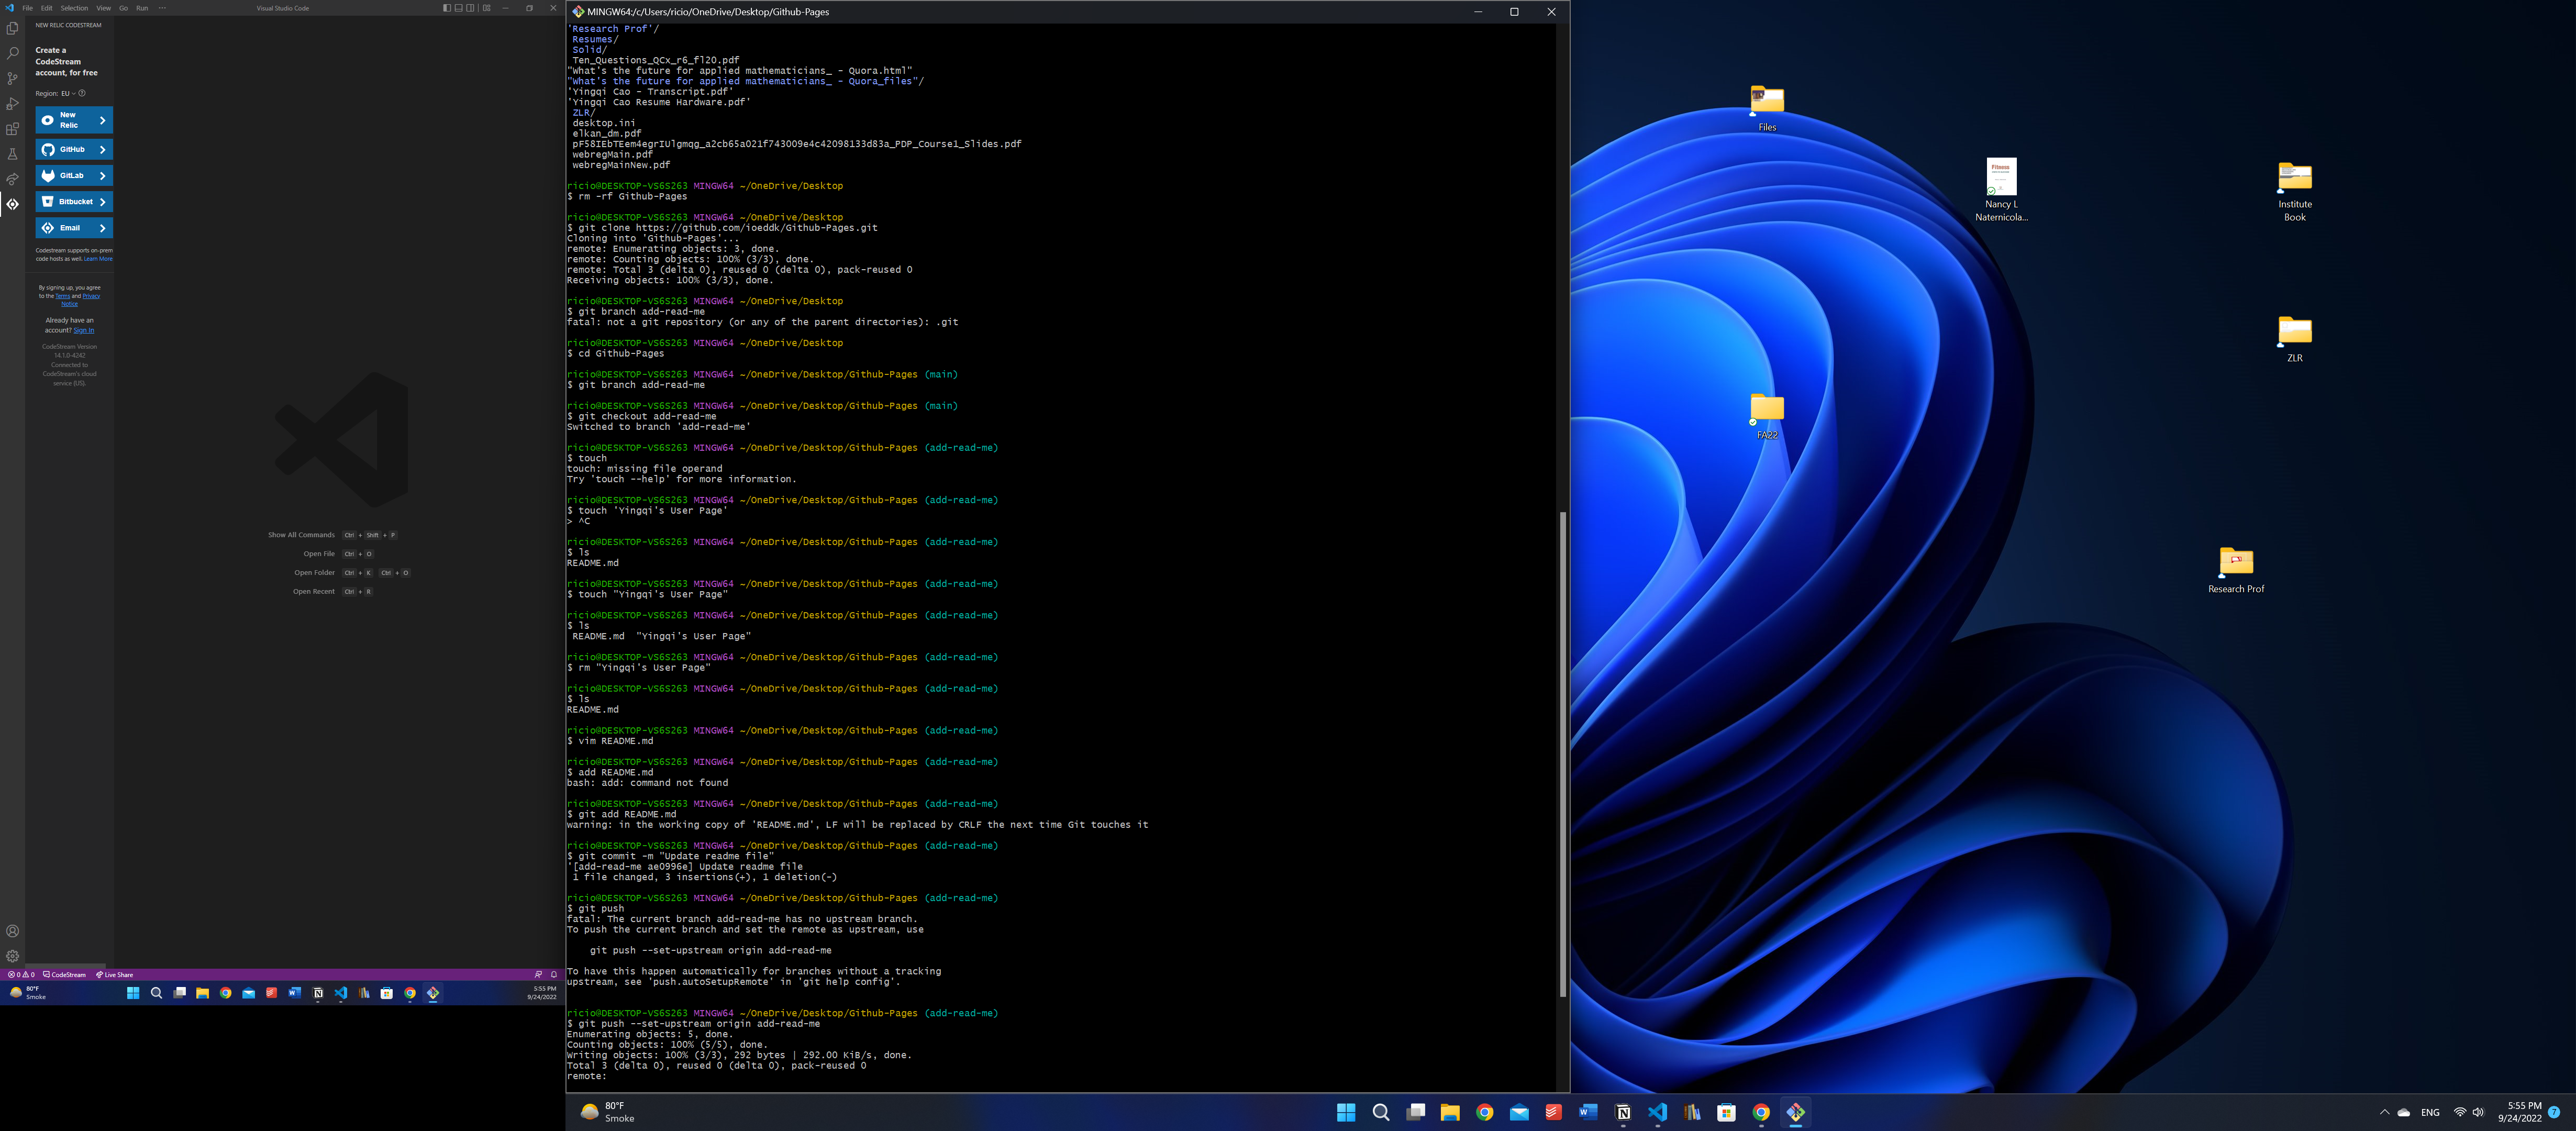 File Edit Selection View Go Run ···
Visual Studio Code
NEW RELIC CODESTREAM
Create a
CodeStream
account, for free
Region: EU
New
Relic
GitHub
GitLab
Bitbucket
Email
Codestream supports on-prem
code hosts as well. Learn More
By signing up, you agree
to the Terms and Privacy
Notice
Already have an
account? Sign In
CodeStream Version
14.1.0-4242
Connected to
CodeStream's cloud
service (US).
Show All Commands Ctrl + Shift + P
Open File Ctrl + O
Open Folder Ctrl + K Ctrl + O
Open Recent Ctrl + R
0 0 CodeStream Live Share
80°F
Smoke
5:55 PM
9/24/2022
MINGW64:/c/Users/ricio/OneDrive/Desktop/Github-Pages
'Research Prof'/
Resumes/
Solid/
Ten_Questions_QCx_r6_fl20.pdf
"What's the future for applied mathematicians_ - Quora.html"
"What's the future for applied mathematicians_ - Quora_files"/
'Yingqi Cao - Transcript.pdf'
'Yingqi Cao Resume Hardware.pdf'
ZLR/
desktop.ini
elkan_dm.pdf
pF58IEbTEem4egrIUlgmqg_a2cb65a021f743009e4c42098133d83a_PDP_Course1_Slides.pdf
webregMain.pdf
webregMainNew.pdf
ricio@DESKTOP-VS6S263 MINGW64 ~/OneDrive/Desktop
$ rm -rf Github-Pages
ricio@DESKTOP-VS6S263 MINGW64 ~/OneDrive/Desktop
$ git clone https://github.com/ioeddk/Github-Pages.git
Cloning into 'Github-Pages'...
remote: Enumerating objects: 3, done.
remote: Counting objects: 100% (3/3), done.
remote: Total 3 (delta 0), reused 0 (delta 0), pack-reused 0
Receiving objects: 100% (3/3), done.
ricio@DESKTOP-VS6S263 MINGW64 ~/OneDrive/Desktop
$ git branch add-read-me
fatal: not a git repository (or any of the parent directories): .git
ricio@DESKTOP-VS6S263 MINGW64 ~/OneDrive/Desktop
$ cd Github-Pages
ricio@DESKTOP-VS6S263 MINGW64 ~/OneDrive/Desktop/Github-Pages (main)
$ git branch add-read-me
ricio@DESKTOP-VS6S263 MINGW64 ~/OneDrive/Desktop/Github-Pages (main)
$ git checkout add-read-me
Switched to branch 'add-read-me'
ricio@DESKTOP-VS6S263 MINGW64 ~/OneDrive/Desktop/Github-Pages (add-read-me)
$ touch
touch: missing file operand
Try 'touch --help' for more information.
ricio@DESKTOP-VS6S263 MINGW64 ~/OneDrive/Desktop/Github-Pages (add-read-me)
$ touch 'Yingqi's User Page'
> ^C
ricio@DESKTOP-VS6S263 MINGW64 ~/OneDrive/Desktop/Github-Pages (add-read-me)
$ ls
README.md
ricio@DESKTOP-VS6S263 MINGW64 ~/OneDrive/Desktop/Github-Pages (add-read-me)
$ touch "Yingqi's User Page"
ricio@DESKTOP-VS6S263 MINGW64 ~/OneDrive/Desktop/Github-Pages (add-read-me)
$ ls
README.md "Yingqi's User Page"
ricio@DESKTOP-VS6S263 MINGW64 ~/OneDrive/Desktop/Github-Pages (add-read-me)
$ rm "Yingqi's User Page"
ricio@DESKTOP-VS6S263 MINGW64 ~/OneDrive/Desktop/Github-Pages (add-read-me)
$ ls
README.md
ricio@DESKTOP-VS6S263 MINGW64 ~/OneDrive/Desktop/Github-Pages (add-read-me)
$ vim README.md
ricio@DESKTOP-VS6S263 MINGW64 ~/OneDrive/Desktop/Github-Pages (add-read-me)
$ add README.md
bash: add: command not found
ricio@DESKTOP-VS6S263 MINGW64 ~/OneDrive/Desktop/Github-Pages (add-read-me)
$ git add README.md
warning: in the working copy of 'README.md', LF will be replaced by CRLF the next time Git touches it
ricio@DESKTOP-VS6S263 MINGW64 ~/OneDrive/Desktop/Github-Pages (add-read-me)
$ git commit -m "Update readme file"
'[add-read-me ae0996e] Update readme file
1 file changed, 3 insertions(+), 1 deletion(-)
ricio@DESKTOP-VS6S263 MINGW64 ~/OneDrive/Desktop/Github-Pages (add-read-me)
$ git push
fatal: The current branch add-read-me has no upstream branch.
To push the current branch and set the remote as upstream, use
git push --set-upstream origin add-read-me
To have this happen automatically for branches without a tracking
upstream, see 'push.autoSetupRemote' in 'git help config'.
ricio@DESKTOP-VS6S263 MINGW64 ~/OneDrive/Desktop/Github-Pages (add-read-me)
$ git push --set-upstream origin add-read-me
Enumerating objects: 5, done.
Counting objects: 100% (5/5), done.
Writing objects: 100% (3/3), 292 bytes | 292.00 KiB/s, done.
Total 3 (delta 0), reused 0 (delta 0), pack-reused 0
remote:
Files
Fitness
Nancy L
Naternicola...
Institute
Book
ZLR
FA22
Research Prof
80°F
Smoke
ENG
5:55 PM
9/24/2022
7